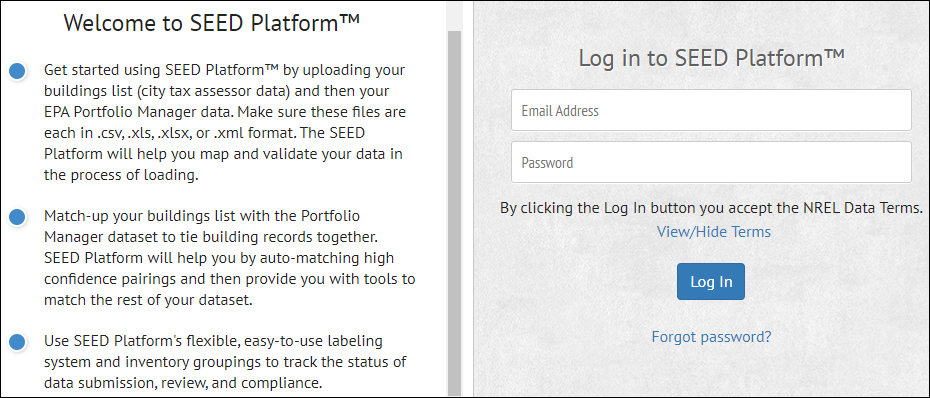 Welcome to SEED Platform™
Get started using SEED Platform™ by uploading your
buildings list (city tax assessor data) and then your
EPA Portfolio Manager data. Make sure these files are
each in .csv, .xls, .xlsx, or .xml format. The SEED
Platform will help you map and validate your data in
the process of loading.
Match-up your buildings list with the Portfolio
Manager dataset to tie building records together.
SEED Platform will help you by auto-matching high
confidence pairings and then provide you with tools to
match the rest of your dataset.
Use SEED Platform's flexible, easy-to-use labeling
system and inventory groupings to track the status of
data submission, review, and compliance.
Log in to SEED Platform™
Email Address
Password
By clicking the Log In button you accept the NREL Data Terms.
View/Hide Terms
Log In
Forgot password?